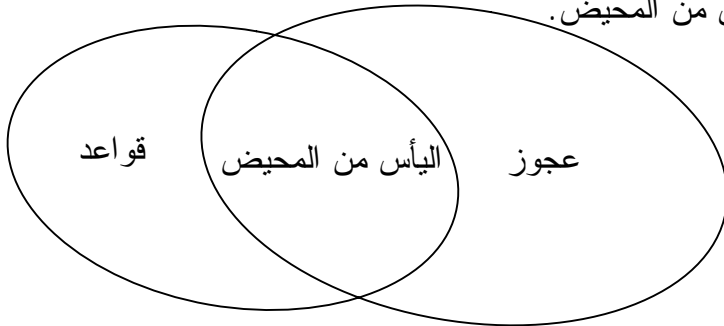 من المحيض.
عجوز
اليأس من المحيض
قواعد